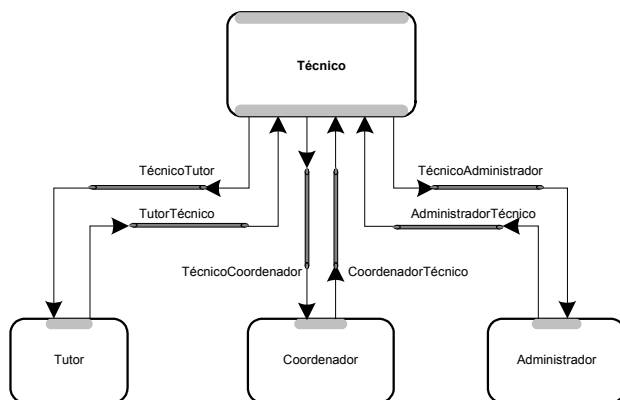 Técnico
TécnicoTutor
TécnicoAdministrador
TutorTécnico
AdministradorTécnico
TécnicoCoordenador
CoordenadorTécnico
Tutor
Coordenador
Administrador